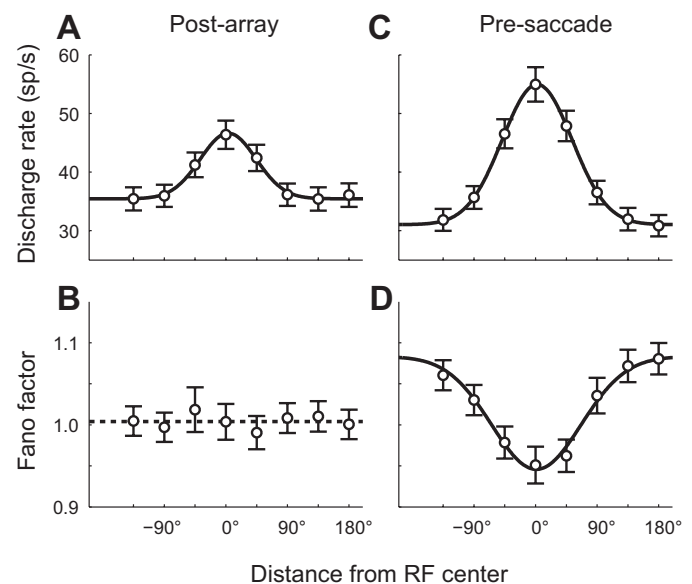 A Post-array
C Pre-saccade
Discharge rate (sp/s)
60
50
40
30
B
D
Fano factor
1.1
1.0
0.9
−90° 0° 90° 180°
−90° 0° 90° 180°
Distance from RF center